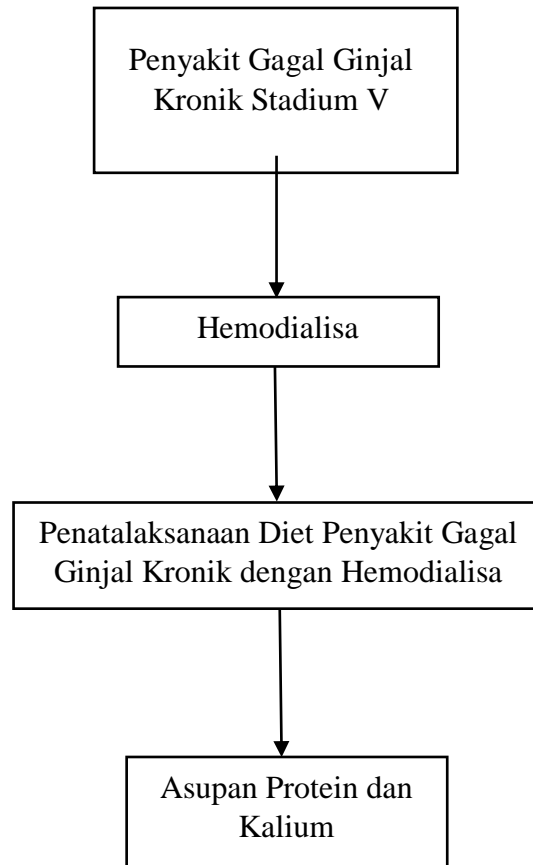 Penyakit Gagal Ginjal
Kronik Stadium V
Hemodialisa
Penatalaksanaan Diet Penyakit Gagal
Ginjal Kronik dengan Hemodialisa
Asupan Protein dan
Kalium